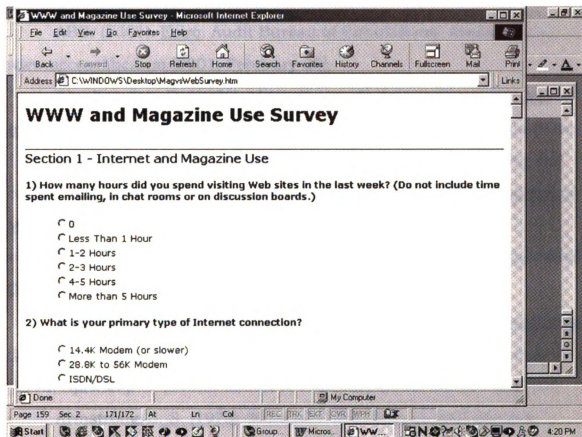 WWW and Magazine Use Survey - Microsoft Internet Explorer
File Edit View Go Favorites Help
Back Forward Stop Refresh Home Search Favorites History Channels Fullscreen Mail Print
Address C:\WINDOWS\Desktop\MagvsWebSurvey.htm Links
WWW and Magazine Use Survey
Section 1 - Internet and Magazine Use
1) How many hours did you spend visiting Web sites in the last week? (Do not include time
spent emailing, in chat rooms or on discussion boards.)
0
Less Than 1 Hour
1-2 Hours
2-3 Hours
4-5 Hours
More than 5 Hours
2) What is your primary type of Internet connection?
14.4K Modem (or slower)
28.8K to 56K Modem
ISDN/DSL
Done My Computer
Page 159 Sec 2 171/172 At Ln Col REC TRK EXT OVR WPH
Start Group Micros.. WW... 4:20 PM